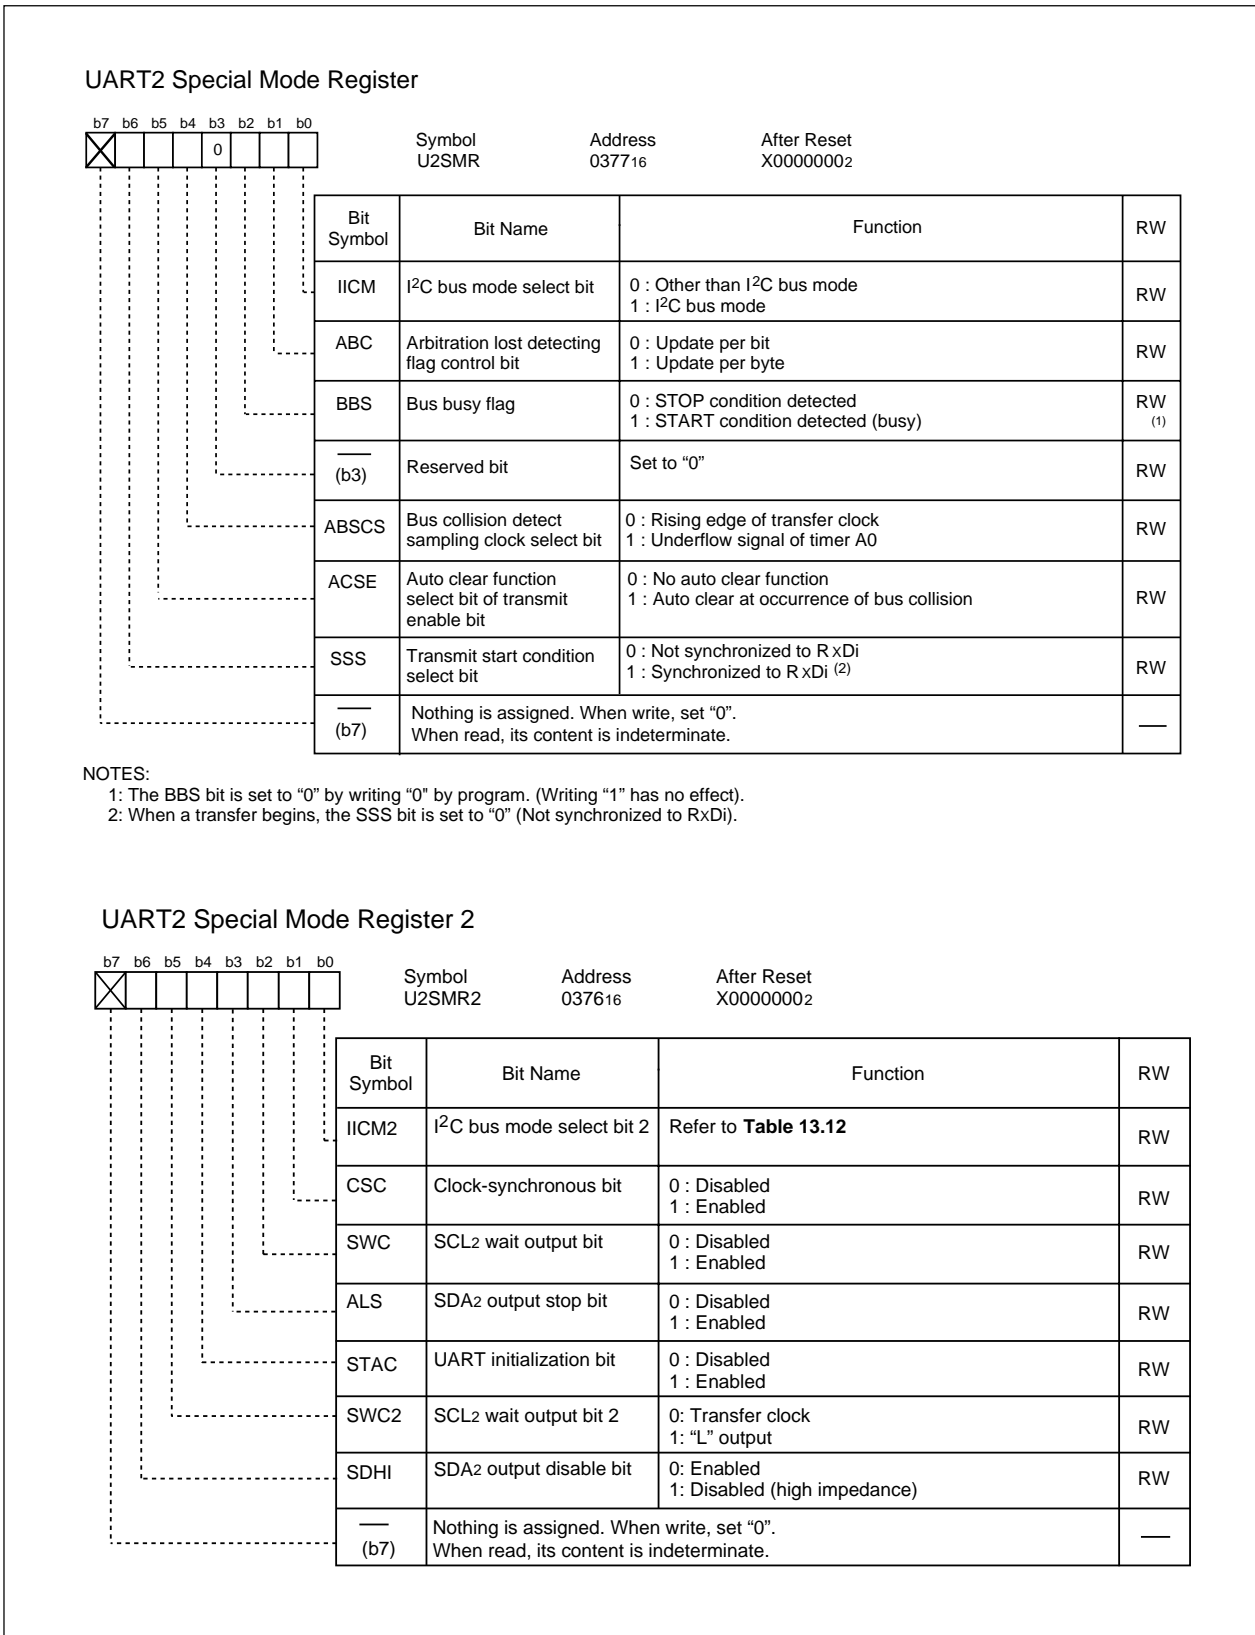 UART2 Special Mode Register
b7 b6 b5 b4 b3 b2 b1 b0
0
Symbol Address After Reset
U2SMR 037716 X00000002
Bit Symbol Bit Name Function RW
IICM I2C bus mode select bit 0 : Other than I2C bus mode
1 : I2C bus mode RW
ABC Arbitration lost detecting 0 : Update per bit
flag control bit 1 : Update per byte RW
BBS Bus busy flag 0 : STOP condition detected RW
1 : START condition detected (busy) (1)
(b3) Reserved bit Set to “0” RW
ABSCS Bus collision detect 0 : Rising edge of transfer clock
sampling clock select bit 1 : Underflow signal of timer A0 RW
ACSE Auto clear function 0 : No auto clear function
select bit of transmit 1 : Auto clear at occurrence of bus collision RW
enable bit
SSS Transmit start condition 0 : Not synchronized to RxDi
select bit 1 : Synchronized to RxDi (2) RW
(b7) Nothing is assigned. When write, set “0”.
When read, its content is indeterminate.
NOTES:
1: The BBS bit is set to “0” by writing “0" by program. (Writing “1” has no effect).
2: When a transfer begins, the SSS bit is set to “0” (Not synchronized to RxDi).
UART2 Special Mode Register 2
b7 b6 b5 b4 b3 b2 b1 b0
Symbol Address After Reset
U2SMR2 037616 X00000002
Bit Symbol Bit Name Function RW
IICM2 I2C bus mode select bit 2 Refer to Table 13.12 RW
CSC Clock-synchronous bit 0 : Disabled
1 : Enabled RW
SWC SCL2 wait output bit 0 : Disabled
1 : Enabled RW
ALS SDA2 output stop bit 0 : Disabled
1 : Enabled RW
STAC UART initialization bit 0 : Disabled
1 : Enabled RW
SWC2 SCL2 wait output bit 2 0: Transfer clock
1: “L” output RW
SDHI SDA2 output disable bit 0: Enabled
1: Disabled (high impedance) RW
(b7) Nothing is assigned. When write, set “0”.
When read, its content is indeterminate.